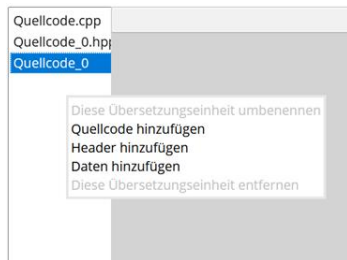 Quellcode.cpp
Quellcode_0.hpp
Quellcode_0
Diese Übersetzungseinheit umbenennen
Quellcode hinzufügen
Header hinzufügen
Daten hinzufügen
Diese Übersetzungseinheit entfernen